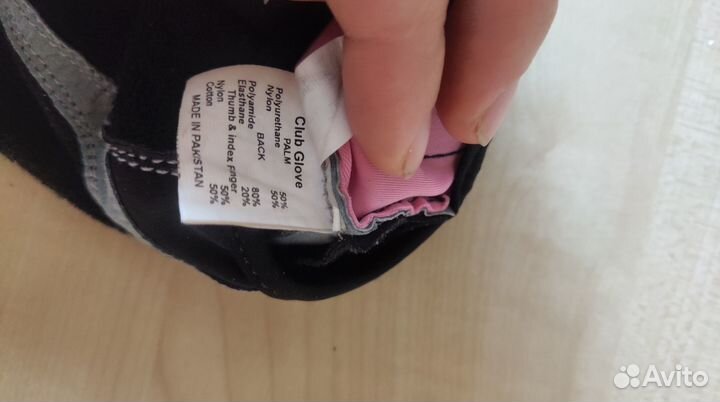 Club Glove
PALM
Polyurethane 50%
Nylon 50%
BACK
Polyamide 80%
Elasthane 20%
Thumb & index finger
Nylon 50%
Cotton 50%
MADE IN PAKISTAN
Avito